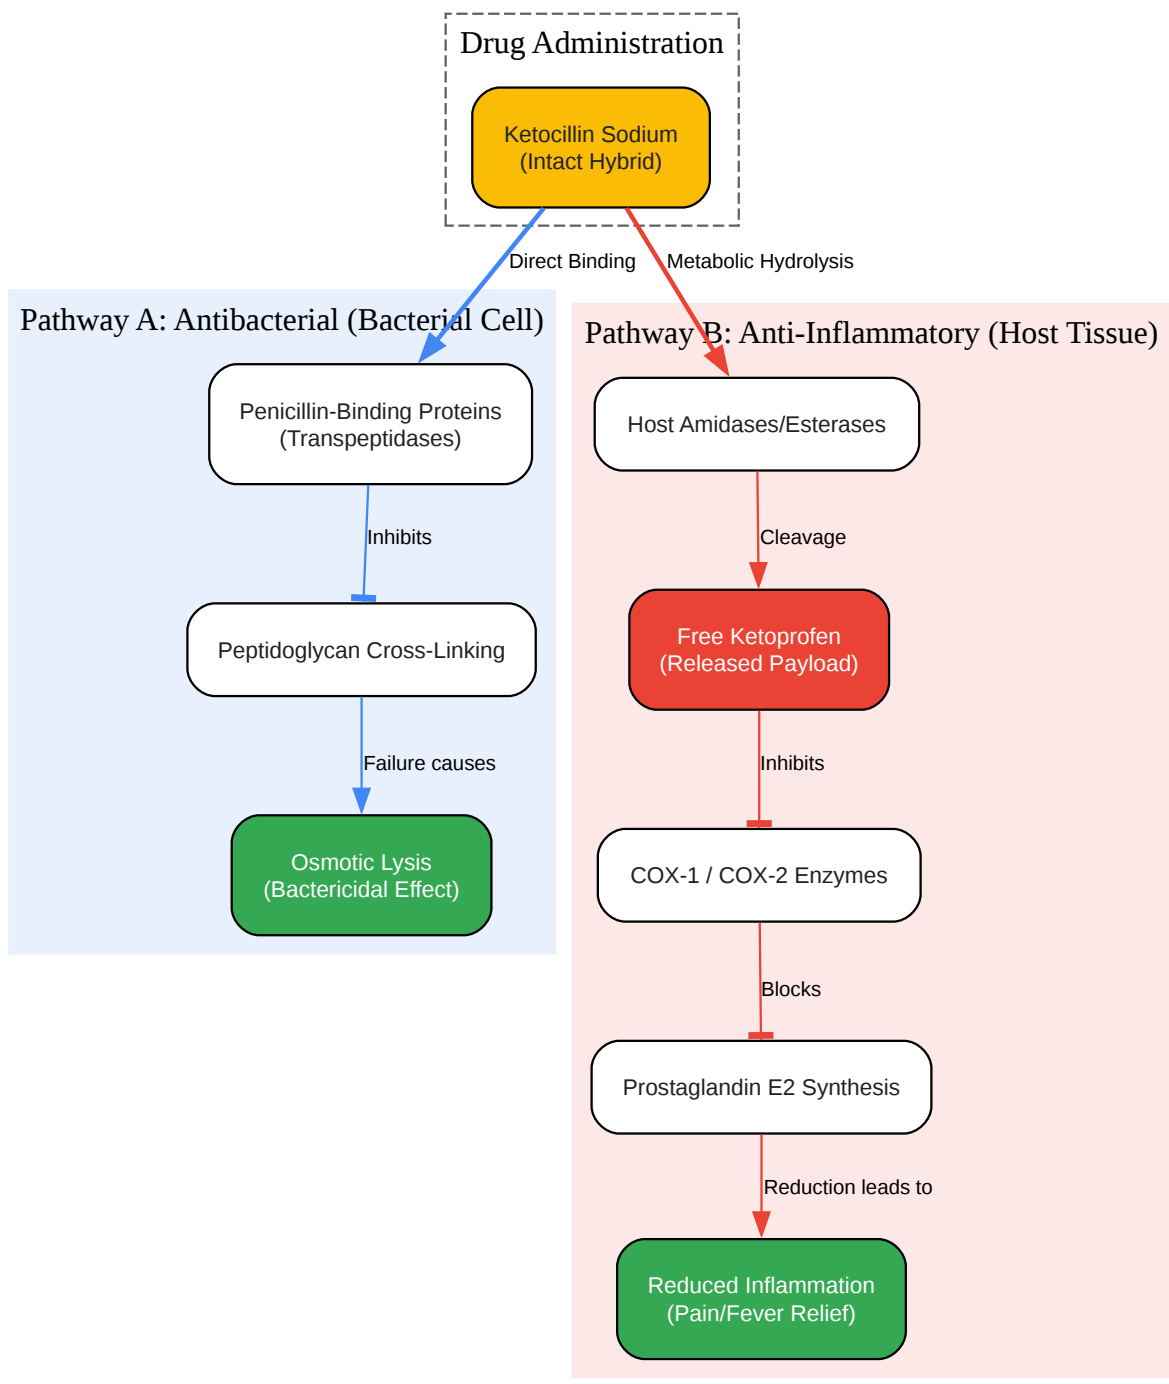 Drug Administration
Ketocillin Sodium
(Intact Hybrid)
Direct Binding
Metabolic Hydrolysis
Pathway A: Antibacterial (Bacterial Cell)
Penicillin-Binding Proteins
(Transpeptidases)
Inhibits
Peptidoglycan Cross-Linking
Failure causes
Osmotic Lysis
(Bactericidal Effect)
Pathway B: Anti-Inflammatory (Host Tissue)
Host Amidases/Esterases
Cleavage
Free Ketoprofen
(Released Payload)
Inhibits
COX-1 / COX-2 Enzymes
Blocks
Prostaglandin E2 Synthesis
Reduction leads to
Reduced Inflammation
(Pain/Fever Relief)